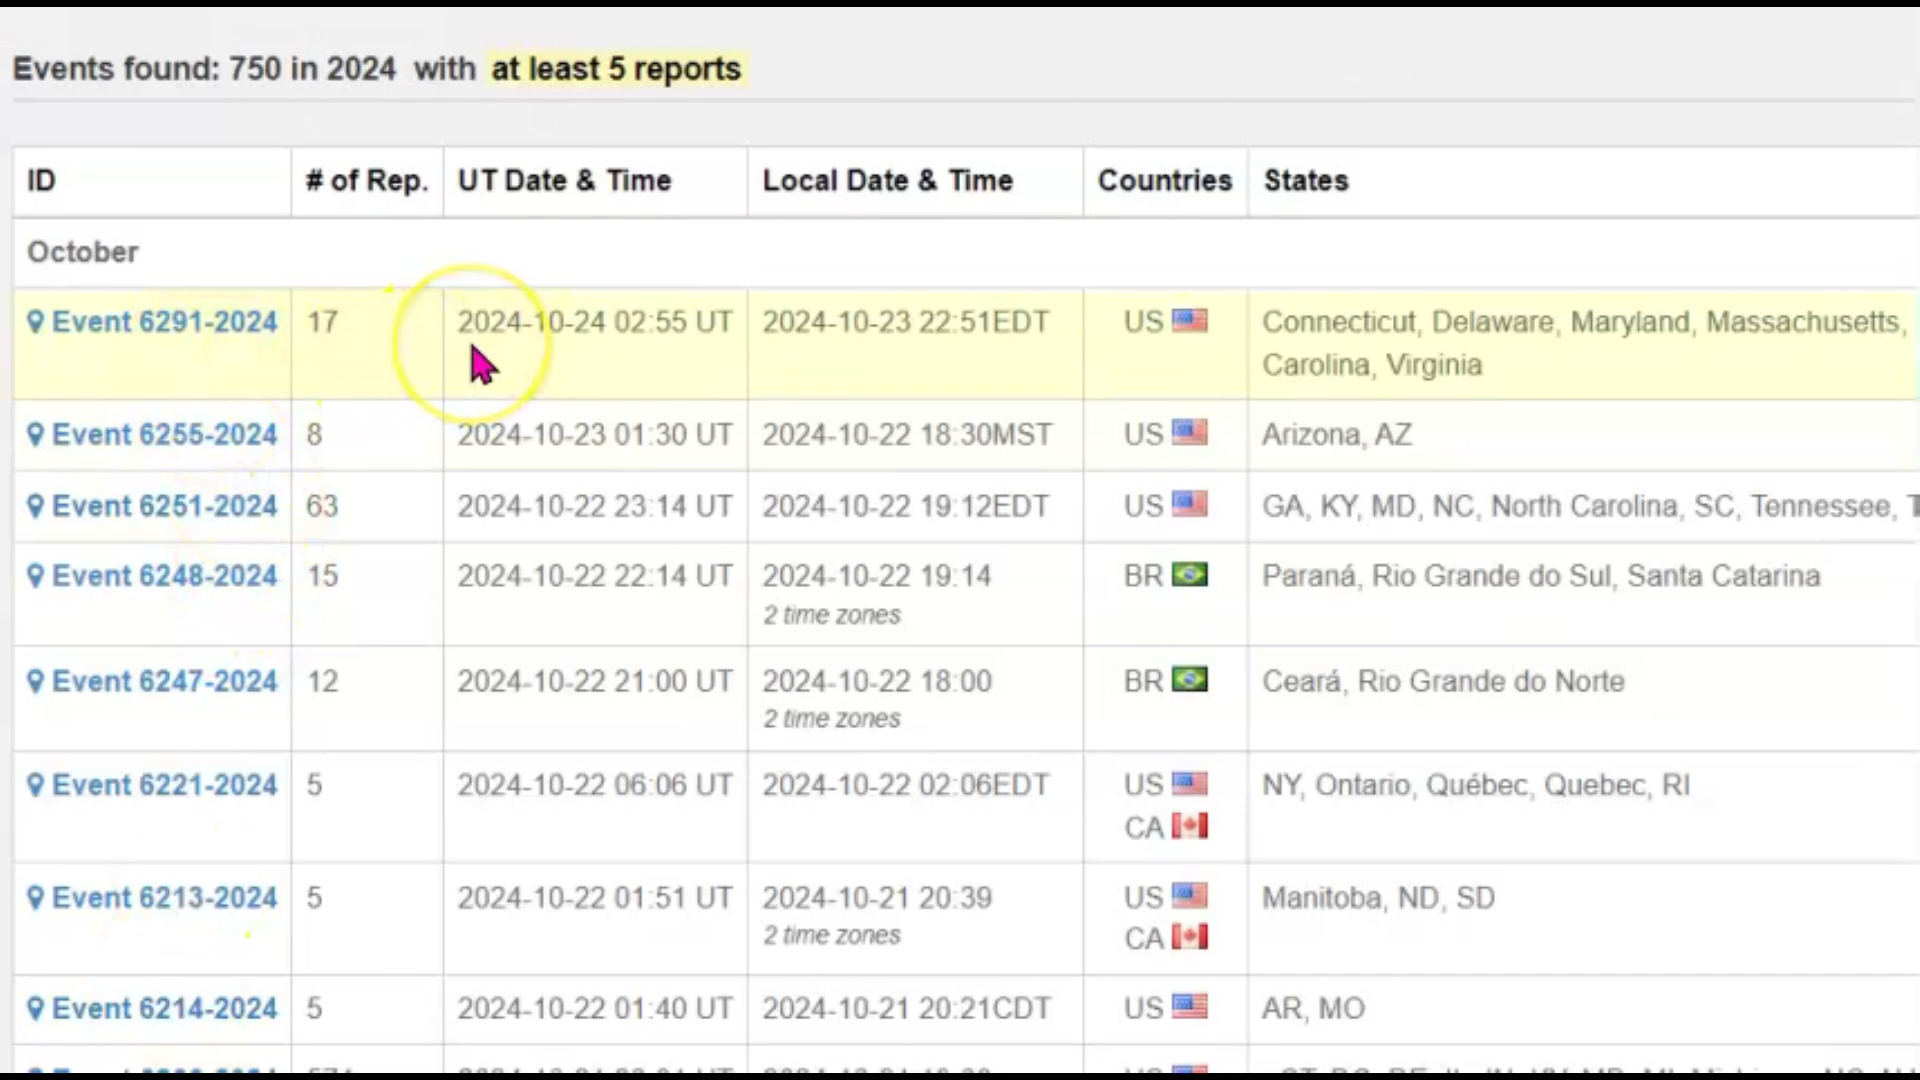 Events found: 750 in 2024 with at least 5 reports
ID # of Rep. UT Date & Time Local Date & Time Countries States
October
Event 6291-2024 17 2024-10-24 02:55 UT 2024-10-23 22:51EDT US Connecticut, Delaware, Maryland, Massachusetts,
Carolina, Virginia
Event 6255-2024 8 2024-10-23 01:30 UT 2024-10-22 18:30MST US Arizona, AZ
Event 6251-2024 63 2024-10-22 23:14 UT 2024-10-22 19:12EDT US GA, KY, MD, NC, North Carolina, SC, Tennessee,
Event 6248-2024 15 2024-10-22 22:14 UT 2024-10-22 19:14 BR Paraná, Rio Grande do Sul, Santa Catarina
2 time zones
Event 6247-2024 12 2024-10-22 21:00 UT 2024-10-22 18:00 BR Ceará, Rio Grande do Norte
2 time zones
Event 6221-2024 5 2024-10-22 06:06 UT 2024-10-22 02:06EDT US NY, Ontario, Québec, Quebec, RI
CA
Event 6213-2024 5 2024-10-22 01:51 UT 2024-10-21 20:39 US Manitoba, ND, SD
2 time zones CA
Event 6214-2024 5 2024-10-22 01:40 UT 2024-10-21 20:21CDT US AR, MO